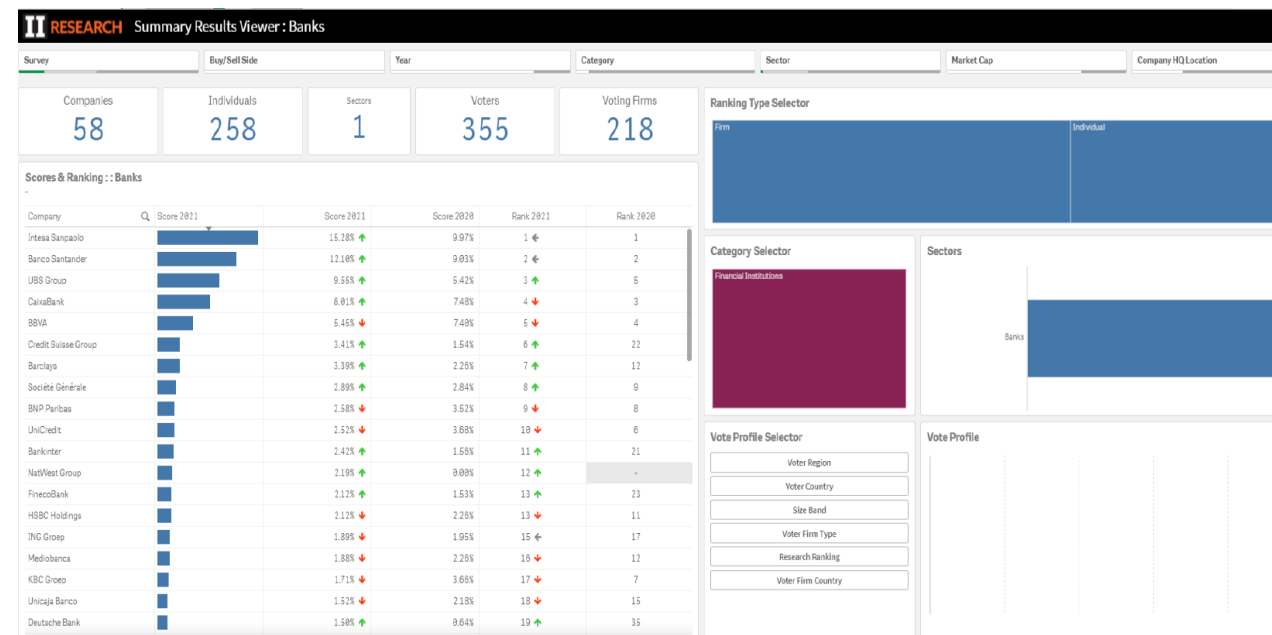 II RESEARCH Summary Results Viewer : Banks
Survey Buy/Sell Side Year Category Sector Market Cap Company HQ Location
Companies Individuals Sectors Voters Voting Firms
58 258 1 355 218
Scores & Ranking : : Banks
-
Company Score 2021 Score 2021 Score 2020 Rank 2021 Rank 2020
Intesa Sanpaolo 15.28% 9.97% 1 1
Banco Santander 12.10% 9.03% 2 2
UBS Group 9.55% 5.42% 3 5
CaixaBank 8.01% 7.48% 4 3
BBVA 5.45% 7.40% 5 4
Credit Suisse Group 3.41% 1.54% 6 22
Barclays 3.39% 2.26% 7 12
Société Générale 2.89% 2.84% 8 9
BNP Paribas 2.58% 3.52% 9 8
UniCredit 2.52% 3.68% 10 6
Bankinter 2.42% 1.56% 11 21
NatWest Group 2.19% 0.00% 12 -
FinecoBank 2.12% 1.53% 13 23
HSBC Holdings 2.12% 2.26% 13 11
ING Groep 1.89% 1.95% 15 17
Mediobanca 1.88% 2.26% 16 12
KBC Groep 1.71% 3.66% 17 7
Unicaja Banco 1.52% 2.18% 18 15
Deutsche Bank 1.50% 0.64% 19 35
Ranking Type Selector
Firm Individual
Category Selector
Financial Institutions
Sectors
Banks
Vote Profile Selector
Voter Region
Voter Country
Size Band
Voter Firm Type
Research Ranking
Voter Firm Country
Vote Profile